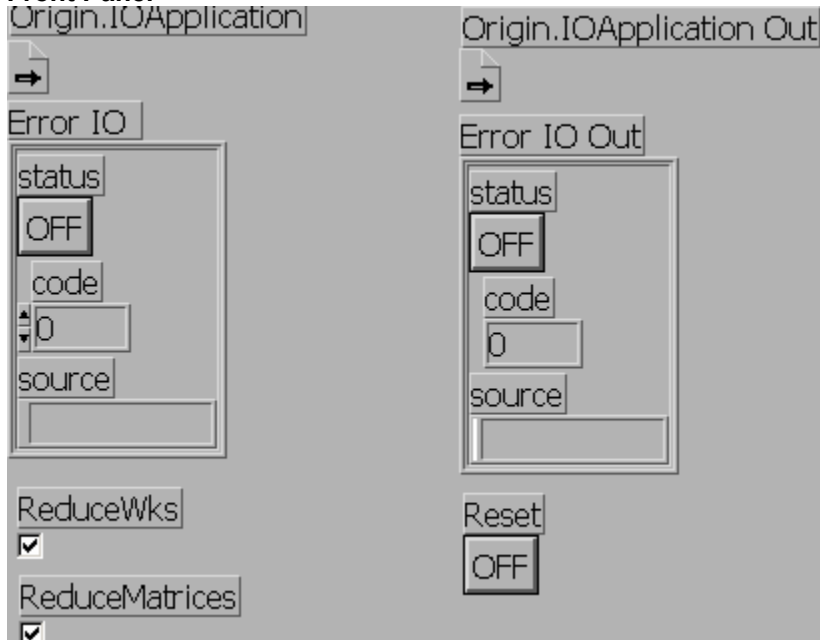 Origin.IOApplication
Error IO
status
OFF
code
0
source
ReduceWks
ReduceMatrices
Origin.IOApplication Out
Error IO Out
status
OFF
code
0
source
Reset
OFF